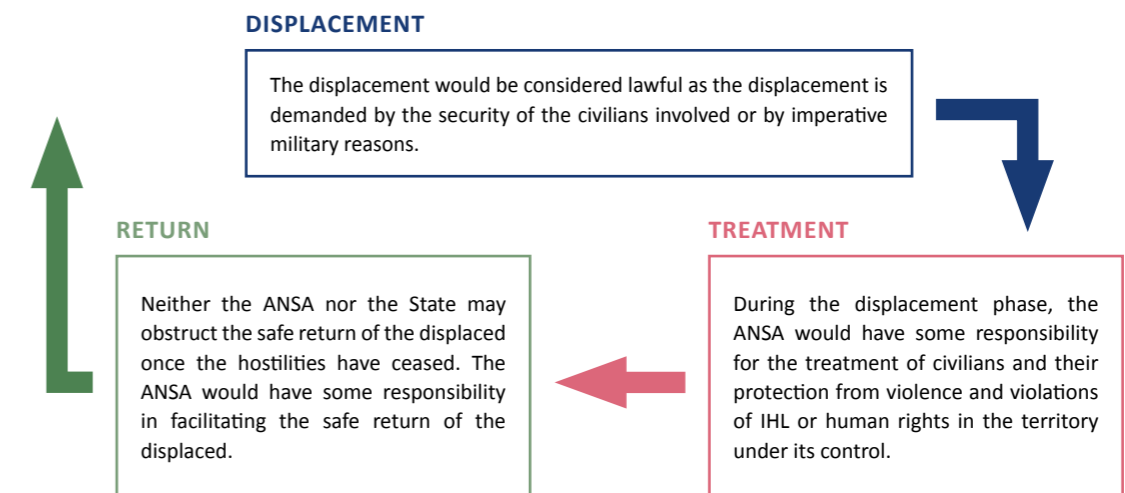 DISPLACEMENT
The displacement would be considered lawful as the displacement is
demanded by the security of the civilians involved or by imperative
military reasons.
RETURN
Neither the ANSA nor the State may
obstruct the safe return of the displaced
once the hostilities have ceased. The
ANSA would have some responsibility
in facilitating the safe return of the
displaced.
TREATMENT
During the displacement phase, the
ANSA would have some responsibility
for the treatment of civilians and their
protection from violence and violations
of IHL or human rights in the territory
under its control.